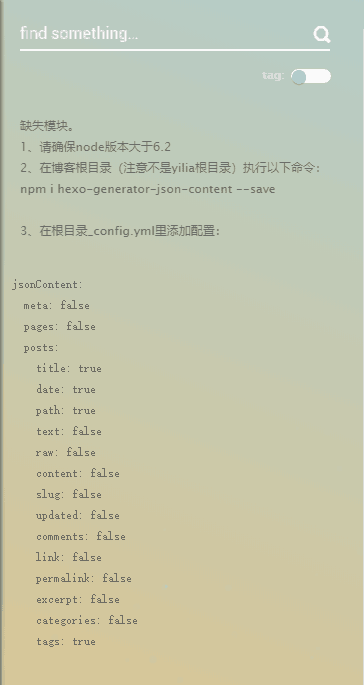 find something...
tag:
缺失模块。
1、请确保node版本大于6.2
2、在博客根目录（注意不是yilia根目录）执行以下命令：
npm i hexo-generator-json-content --save
3、在根目录_config.yml里添加配置：
jsonContent:
meta: false
pages: false
posts:
title: true
date: true
path: true
text: false
raw: false
content: false
slug: false
updated: false
comments: false
link: false
permalink: false
excerpt: false
categories: false
tags: true